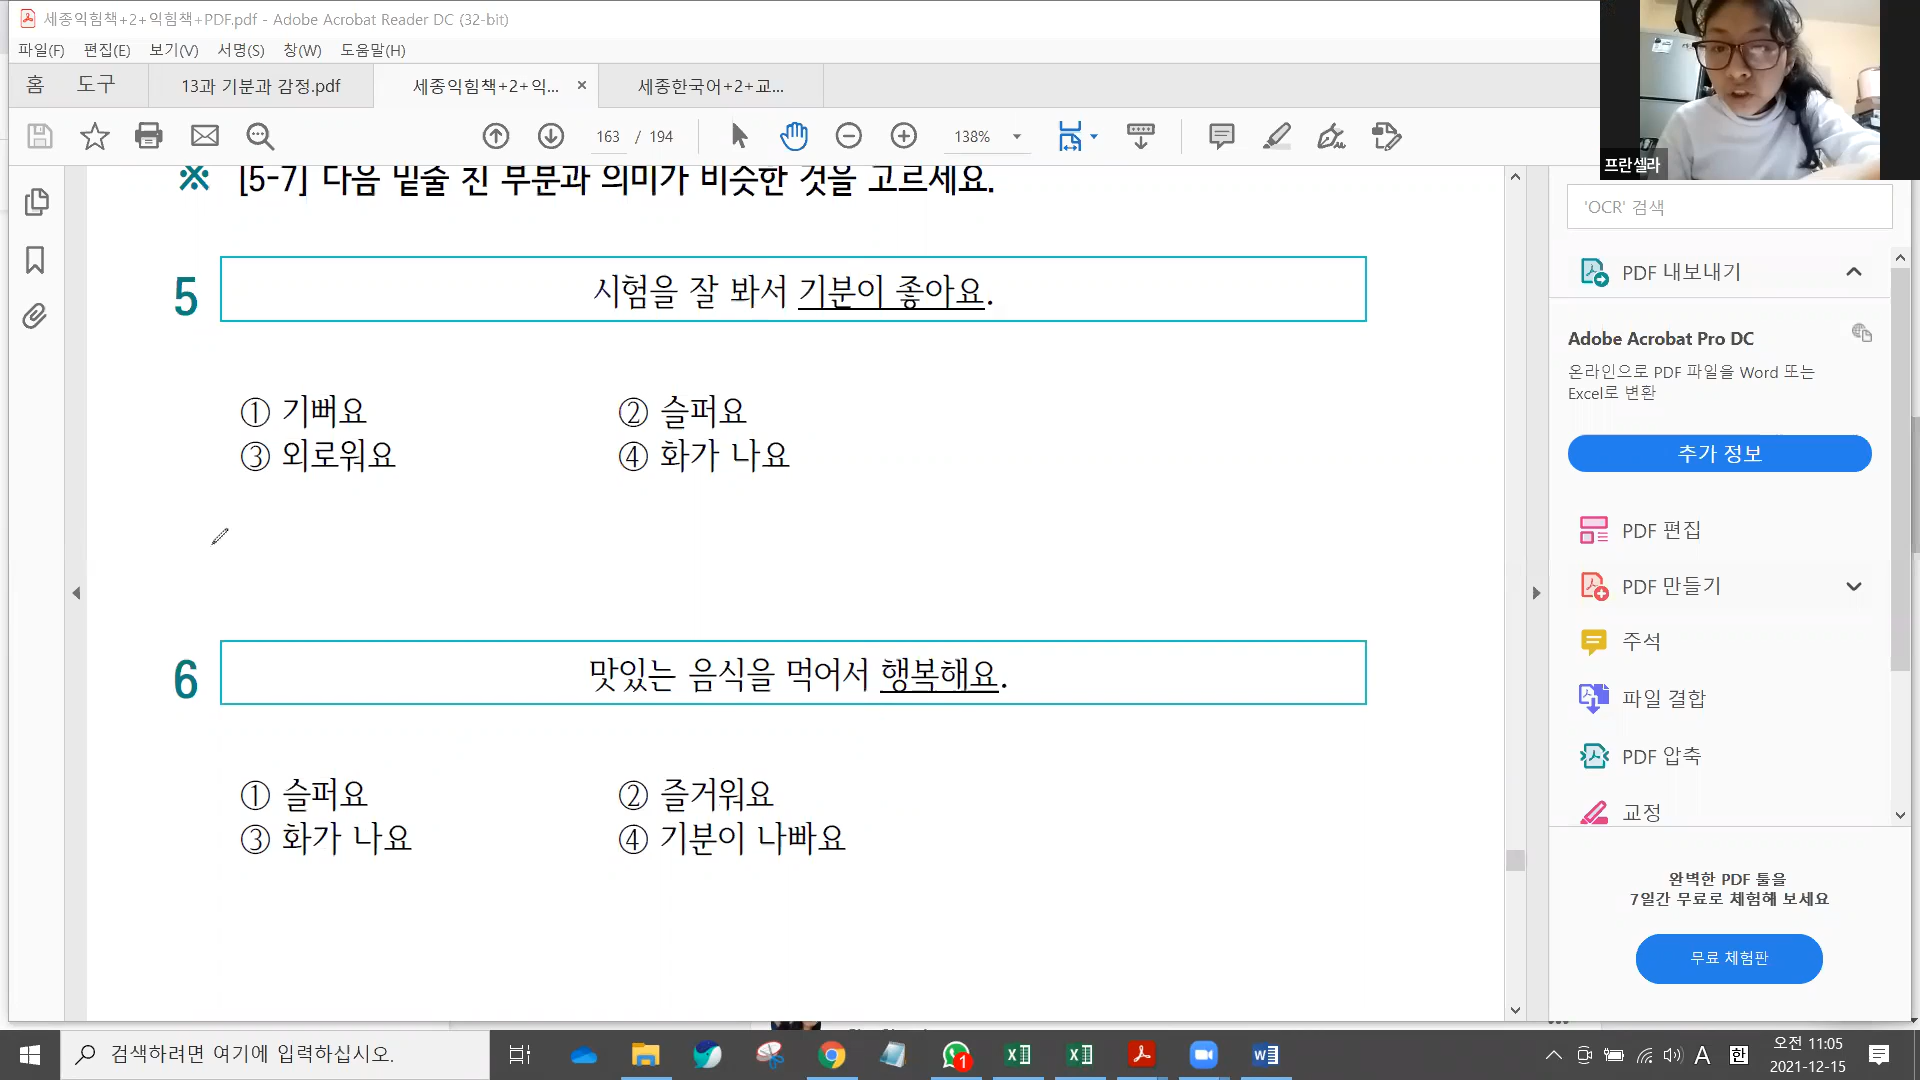 세종익힘책+2+익힘책+PDF.pdf - Adobe Acrobat Reader DC (32-bit)
파일(F) 편집(E) 보기(V) 서명(S) 창(W) 도움말(H)
홈 도구 13과 기분과 감정.pdf 세종익힘책+2+익... × 세종한국어+2+교...
163 / 194 138%
프란셀라
※ [5-7] 다음 밑줄 친 부분과 의미가 비슷한 것을 고르세요.
5 시험을 잘 봐서 기분이 좋아요.
① 기뻐요 ② 슬퍼요
③ 외로워요 ④ 화가 나요
6 맛있는 음식을 먹어서 행복해요.
① 슬퍼요 ② 즐거워요
③ 화가 나요 ④ 기분이 나빠요
'OCR' 검색
PDF 내보내기
Adobe Acrobat Pro DC
온라인으로 PDF 파일을 Word 또는
Excel로 변환
추가 정보
PDF 편집
PDF 만들기
주석
파일 결합
PDF 압축
교정
완벽한 PDF 툴을
7일간 무료로 체험해 보세요
무료 체험판
검색하려면 여기에 입력하십시오.
1
A 한 오전 11:05
2021-12-15